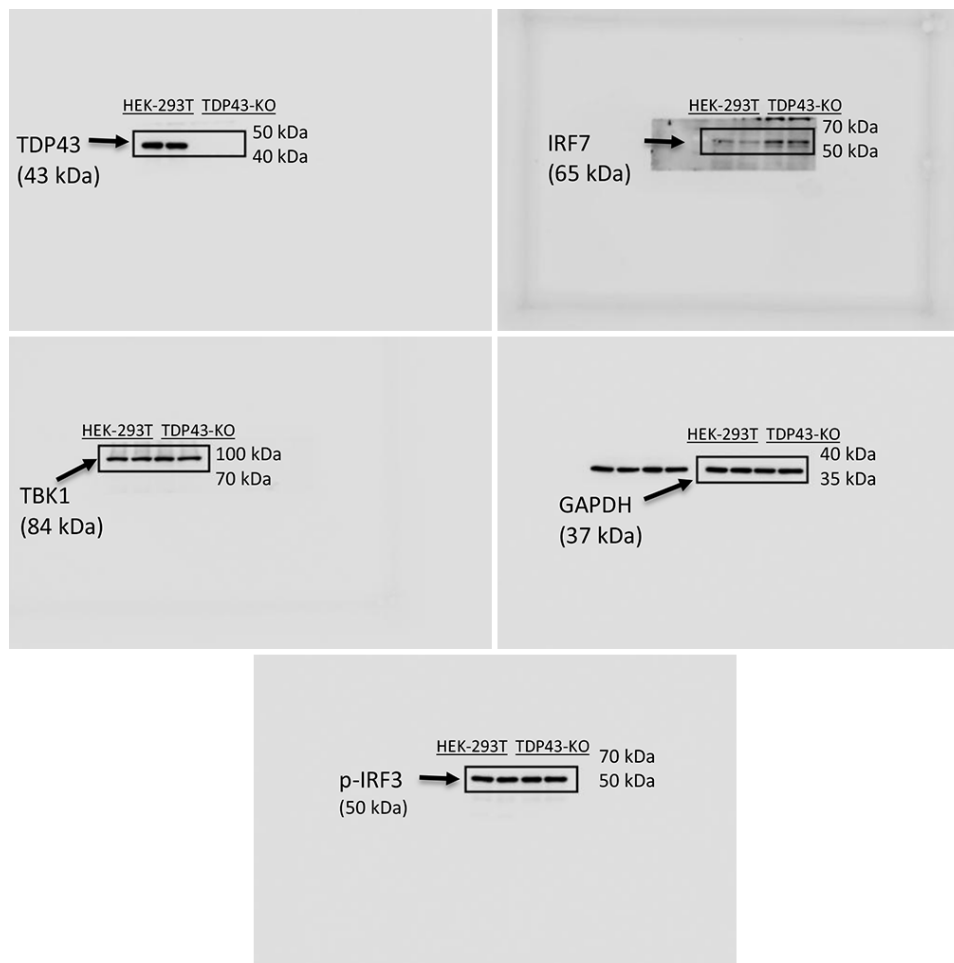 HEK-293T TDP43-KO
TDP43
(43 kDa)
50 kDa
40 kDa
HEK-293T TDP43-KO
IRF7
(65 kDa)
70 kDa
50 kDa
HEK-293T TDP43-KO
TBK1
(84 kDa)
100 kDa
70 kDa
HEK-293T TDP43-KO
GAPDH
(37 kDa)
40 kDa
35 kDa
HEK-293T TDP43-KO
p-IRF3
(50 kDa)
70 kDa
50 kDa